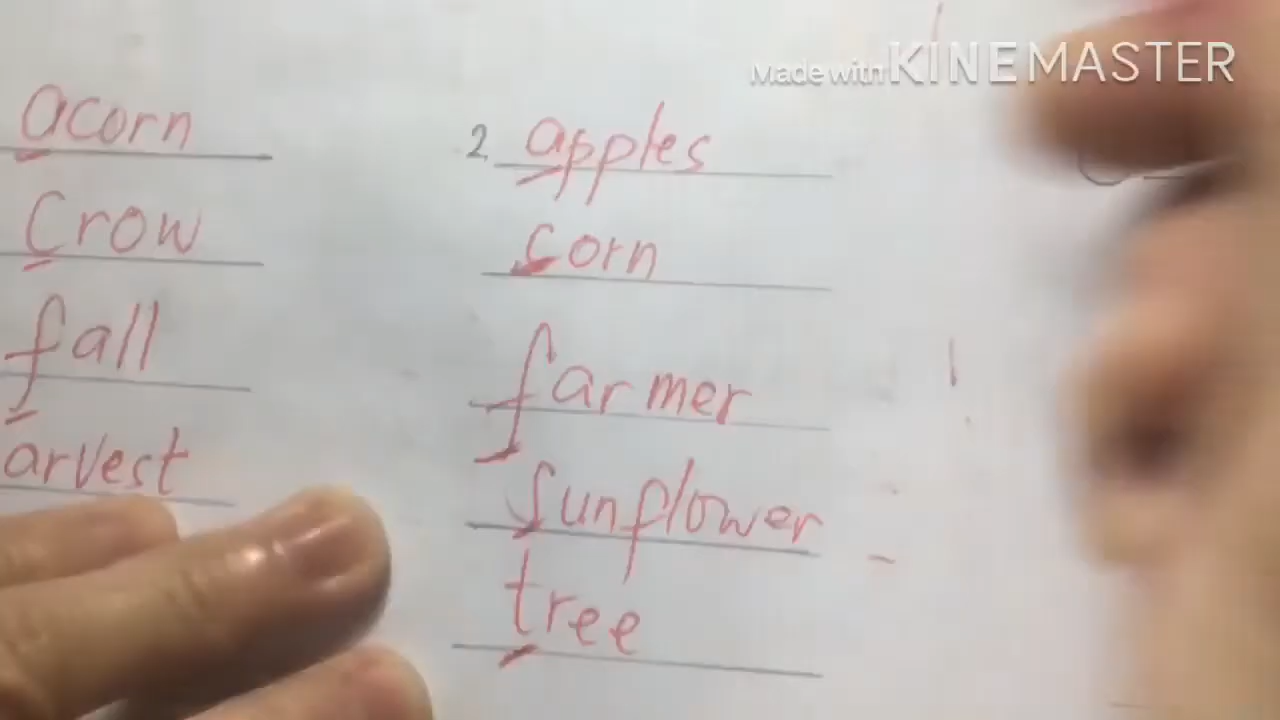 Made with KINEMASTER
acorn
crow
fall
arvest
2. apples
corn
farmer
sunflower
tree